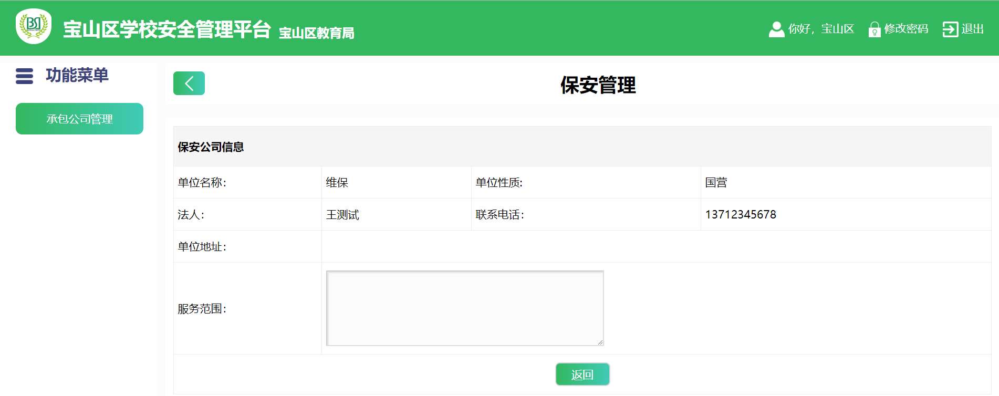 宝山区学校安全管理平台 宝山区教育局
你好，宝山区 修改密码 退出
功能菜单
承包公司管理
保安管理
保安公司信息
单位名称： 维保 单位性质: 国营
法人： 王测试 联系电话： 13712345678
单位地址：
服务范围：
返回